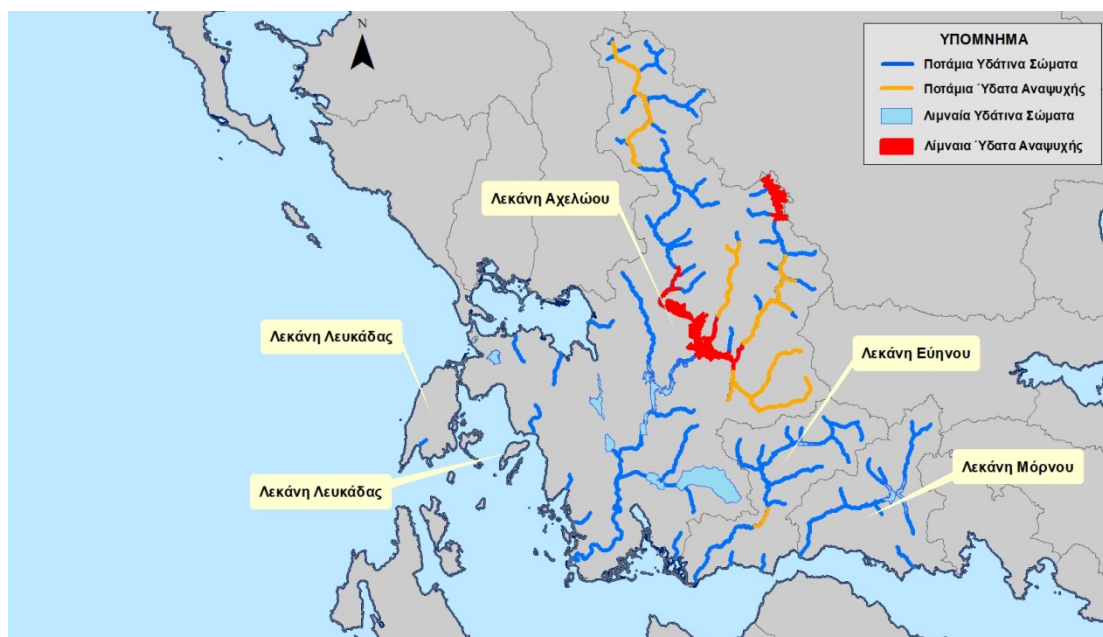 N
ΥΠΟΜΝΗΜΑ
Ποτάμια Υδάτινα Σώματα
Ποτάμια Ύδατα Αναψυχής
Λιμναία Υδάτινα Σώματα
Λίμναια Ύδατα Αναψυχής
Λεκάνη Αχελώου
Λεκάνη Λευκάδας
Λεκάνη Εύηνου
Λεκάνη Μόρνου
Λεκάνη Λευκάδας